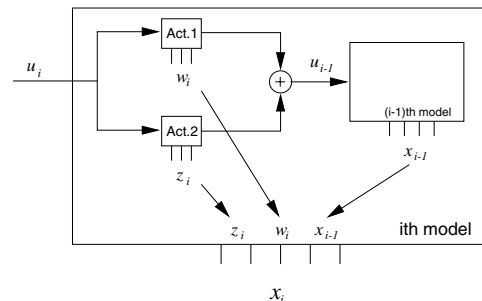 Act.1
u_i
w_i
u_{i-1}
+
(i-1)th model
Act.2
x_{i-1}
z_i
z_i w_i x_{i-1}
ith model
x_i